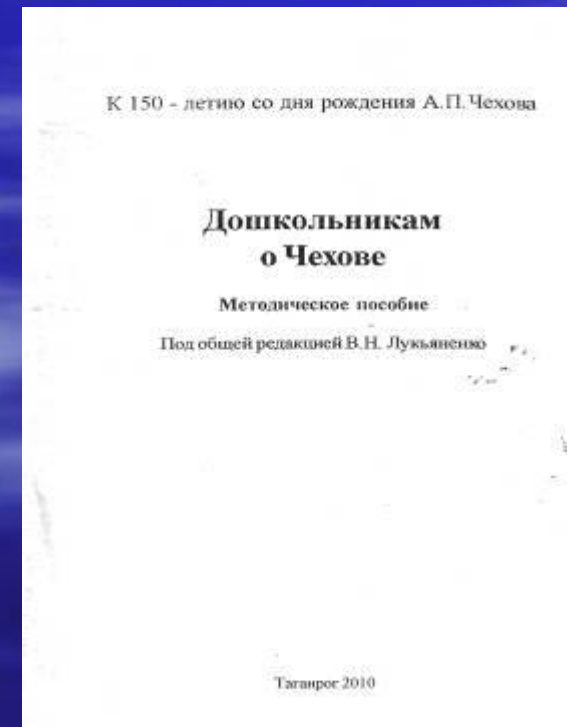 К 150 - летию со дня рождения А.П.Чехова
Дошкольникам
о Чехове
Методическое пособие
Под общей редакцией В.Н. Лукьяненко
Таганрог 2010